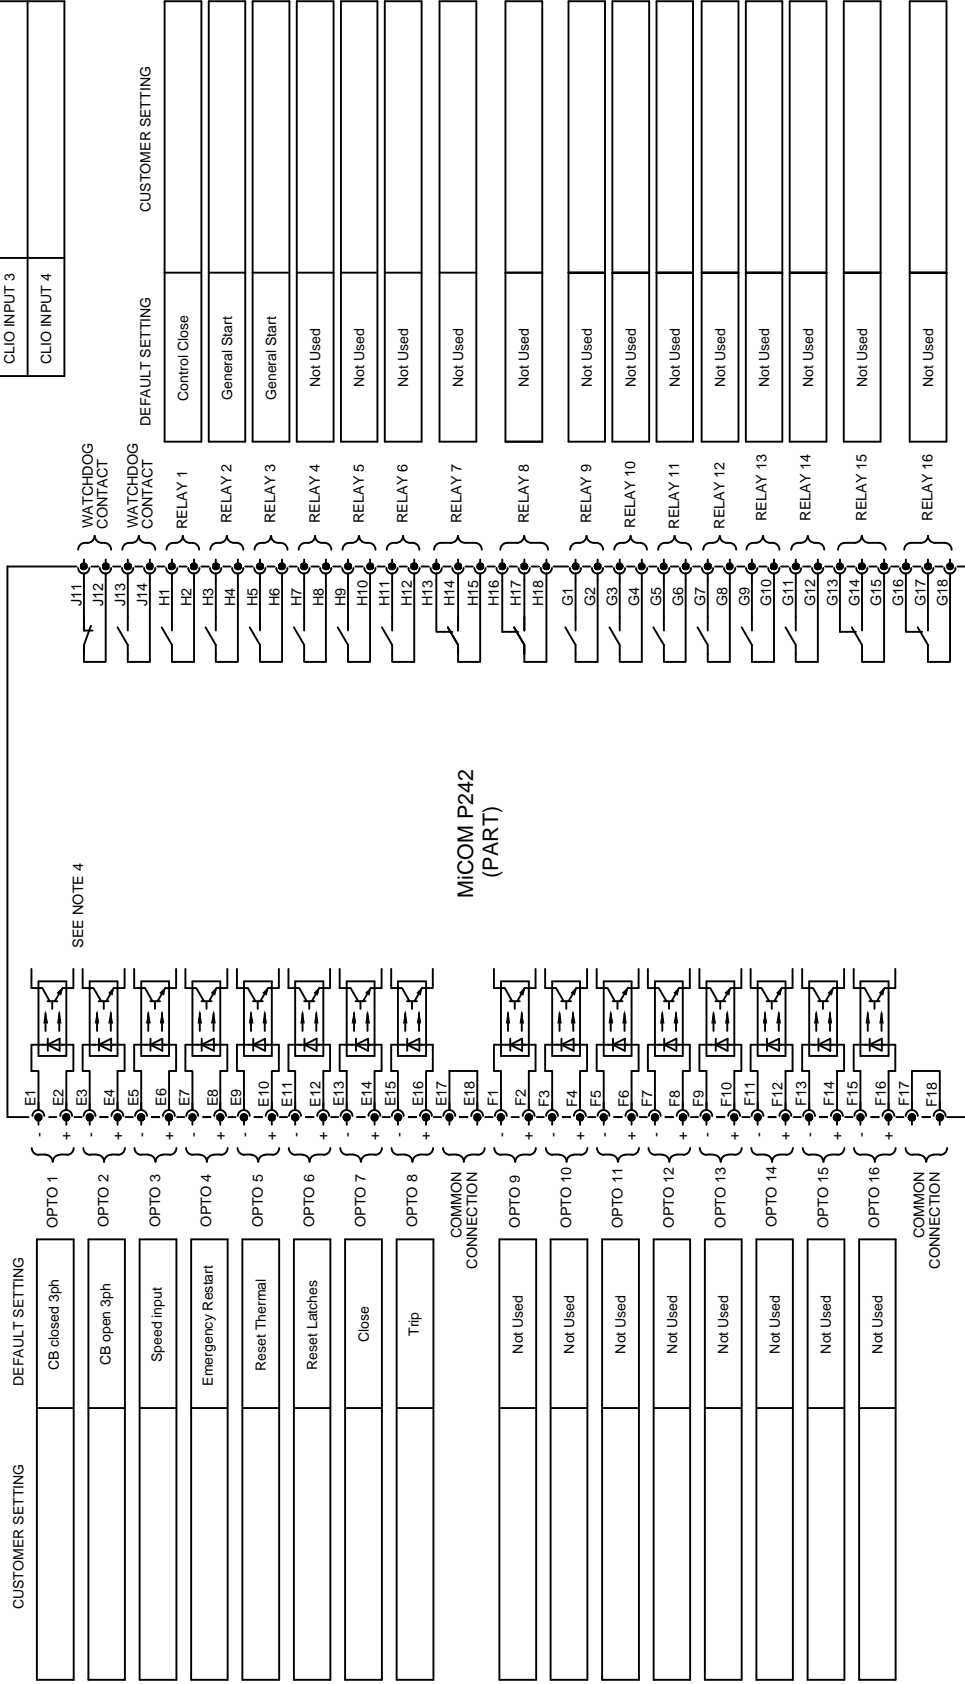 CUSTOMER SETTING
DEFAULT SETTING
CB closed 3ph
OPTO 1
-
+
E1
E2
CB open 3ph
OPTO 2
-
+
E3
E4
Speed input
OPTO 3
-
+
E5
E6
Emergency Restart
OPTO 4
-
+
E7
E8
Reset Thermal
OPTO 5
-
+
E9
E10
Reset Latches
OPTO 6
-
+
E11
E12
Close
OPTO 7
-
+
E13
E14
Trip
OPTO 8
-
+
E15
E16
COMMON
CONNECTION
E17
E18
Not Used
OPTO 9
-
+
F1
F2
Not Used
OPTO 10
-
+
F3
F4
Not Used
OPTO 11
-
+
F5
F6
Not Used
OPTO 12
-
+
F7
F8
Not Used
OPTO 13
-
+
F9
F10
Not Used
OPTO 14
-
+
F11
F12
Not Used
OPTO 15
-
+
F13
F14
Not Used
OPTO 16
-
+
F15
F16
COMMON
CONNECTION
F17
F18
SEE NOTE 4
MiCOM P242
(PART)
J11
J12
WATCHDOG
CONTACT
J13
J14
WATCHDOG
CONTACT
CLIO INPUT 3
CLIO INPUT 4
DEFAULT SETTING
CUSTOMER SETTING
H1
H2
RELAY 1
Control Close
H3
H4
RELAY 2
General Start
H5
H6
RELAY 3
General Start
H7
H8
RELAY 4
Not Used
H9
H10
RELAY 5
Not Used
H11
H12
RELAY 6
Not Used
H13
H14
H15
RELAY 7
Not Used
H16
H17
H18
RELAY 8
Not Used
G1
G2
RELAY 9
Not Used
G3
G4
RELAY 10
Not Used
G5
G6
RELAY 11
Not Used
G7
G8
RELAY 12
Not Used
G9
G10
RELAY 13
Not Used
G11
G12
RELAY 14
Not Used
G13
G14
G15
RELAY 15
Not Used
G16
G17
G18
RELAY 16
Not Used